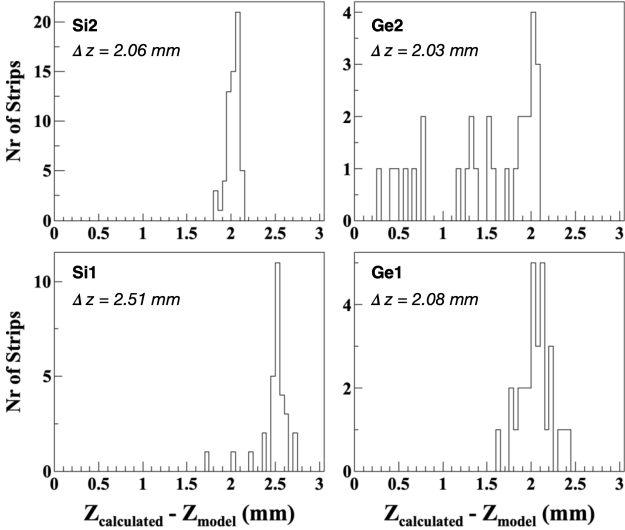 Si2
Δ z = 2.06 mm
Nr of Strips
20
15
10
5
0
0 0.5 1 1.5 2 2.5 3
Ge2
Δ z = 2.03 mm
4
3
2
1
0
0 0.5 1 1.5 2 2.5 3
Si1
Δ z = 2.51 mm
Nr of Strips
10
5
0
0 0.5 1 1.5 2 2.5 3
Zcalculated - Zmodel (mm)
Ge1
Δ z = 2.08 mm
4
2
0
0 0.5 1 1.5 2 2.5 3
Zcalculated - Zmodel (mm)